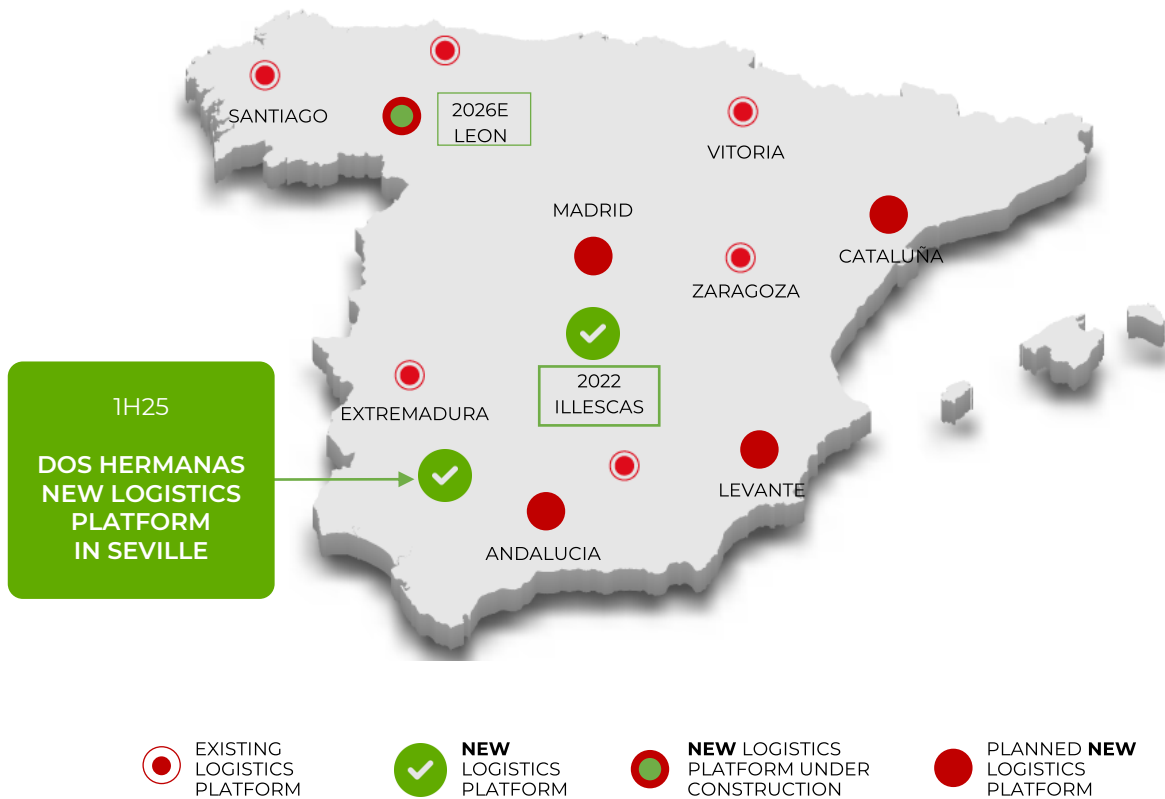 SANTIAGO
2026E
LEON
VITORIA
MADRID
CATALUÑA
ZARAGOZA
2022
ILLESCAS
EXTREMADURA
1H25
DOS HERMANAS
NEW LOGISTICS
PLATFORM
IN SEVILLE
LEVANTE
ANDALUCIA
EXISTING
LOGISTICS
PLATFORM
NEW
LOGISTICS
PLATFORM
NEW LOGISTICS
PLATFORM UNDER
CONSTRUCTION
PLANNED NEW
LOGISTICS
PLATFORM